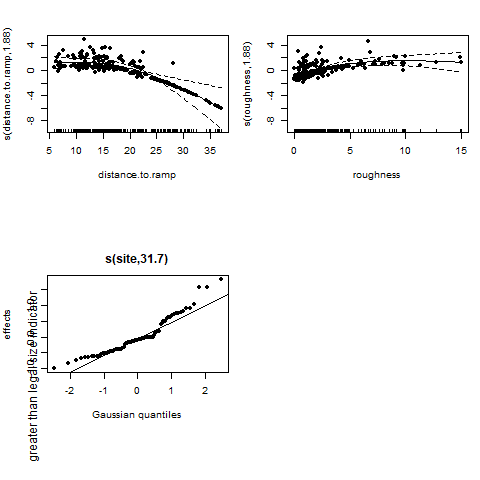 s(distance.to.ramp,1.88)
4
0
-4
-8
5 10 15 20 25 30 35
distance.to.ramp
s(roughness,1.88)
4
0
-4
-8
0 5 10 15
roughness
s(site,31.7)
effects
greater than legal size indicator
-2 -1 0 1 2
Gaussian quantiles